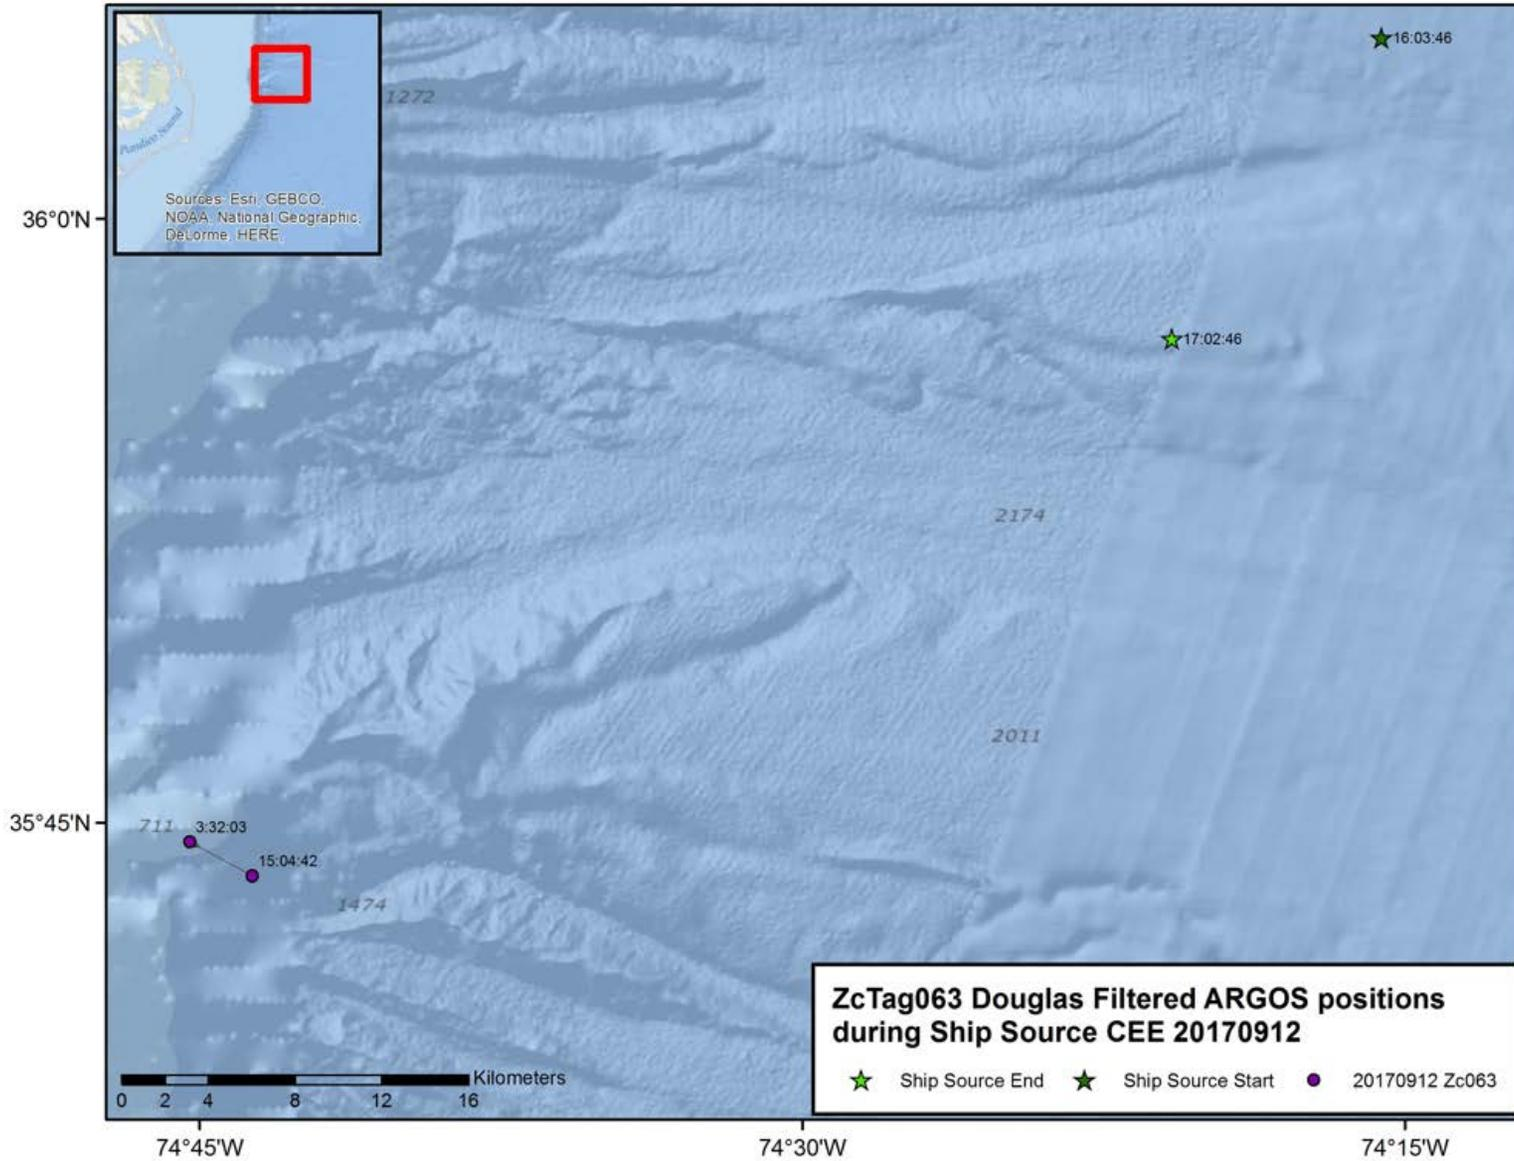 16:03:46
1272
Pamlico Sound
Sources: Esri, GEBCO,
NOAA, National Geographic,
DeLorme, HERE,
36°0'N
17:02:46
2174
2011
35°45'N
711
3:32:03
15:04:42
1474
ZcTag063 Douglas Filtered ARGOS positions
during Ship Source CEE 20170912
Ship Source End
Ship Source Start
20170912 Zc063
Kilometers
0 2 4 8 12 16
74°45'W
74°30'W
74°15'W